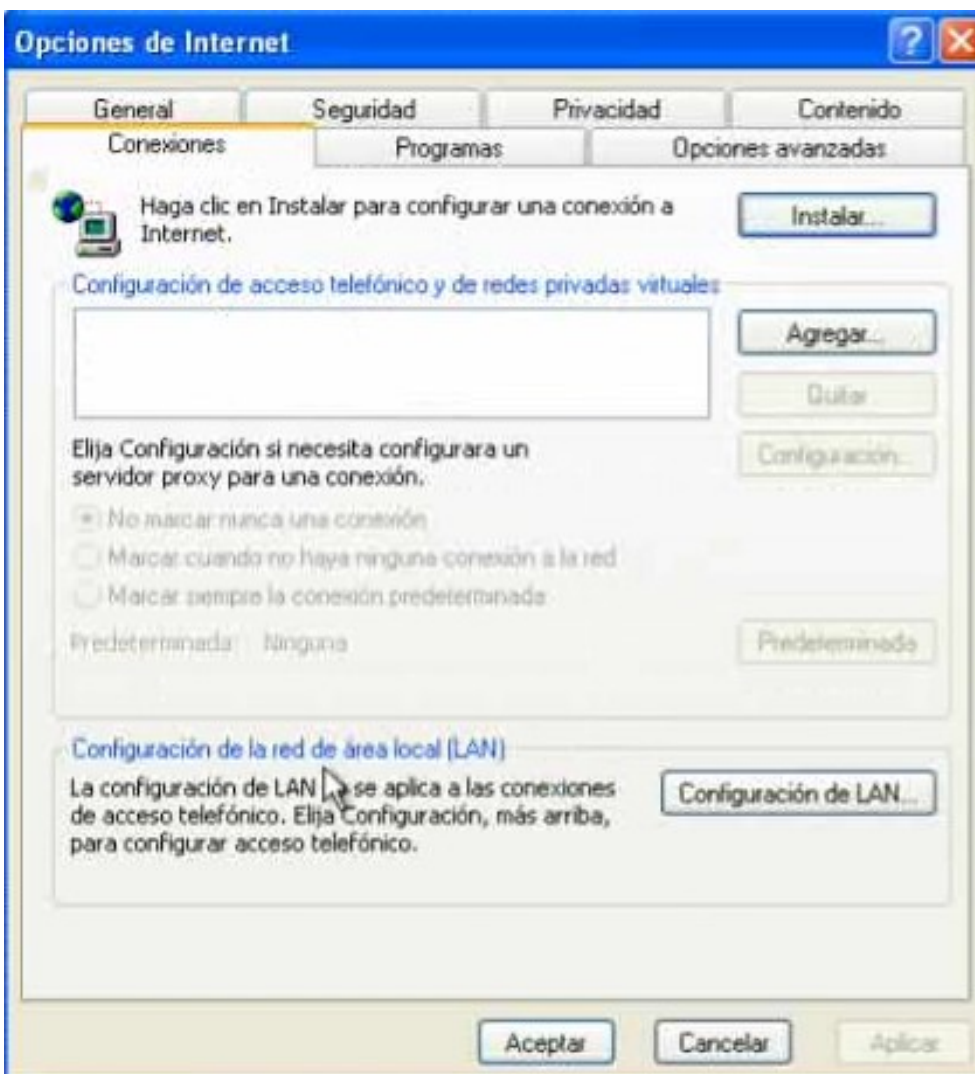 Opciones de Internet
General Seguridad Privacidad Contenido
Conexiones Programas Opciones avanzadas
Haga clic en Instalar para configurar una conexión a
Internet.
Instalar...
Configuración de acceso telefónico y de redes privadas virtuales
Agregar...
Quitar
Elija Configuración si necesita configurara un
servidor proxy para una conexión.
Configuración...
No marcar nunca una conexión
Marcar cuando no haya ninguna conexión a la red
Marcar siempre la conexión predeterminada
Predeterminada: Ninguna
Predeterminada
Configuración de la red de área local (LAN)
La configuración de LAN se aplica a las conexiones
de acceso telefónico. Elija Configuración, más arriba,
para configurar acceso telefónico.
Configuración de LAN...
Aceptar Cancelar Aplicar